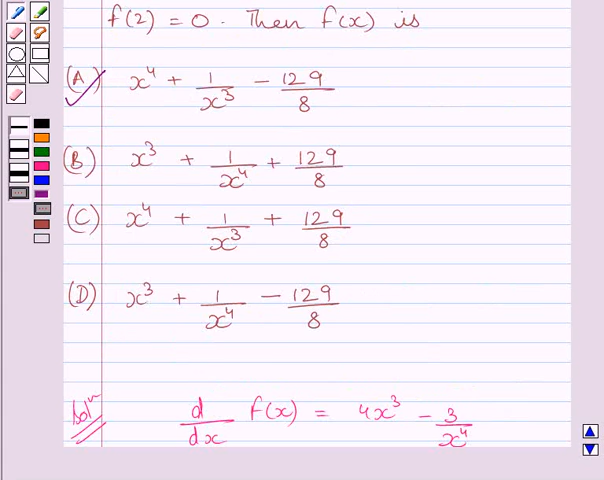 f(2) = 0. Then f(x) is
(A) x⁴ + 1/x³ − 129/8
(B) x³ + 1/x⁴ + 129/8
(C) x⁴ + 1/x³ + 129/8
(D) x³ + 1/x⁴ − 129/8
Solⁿ d/dx f(x) = 4x³ − 3/x⁴